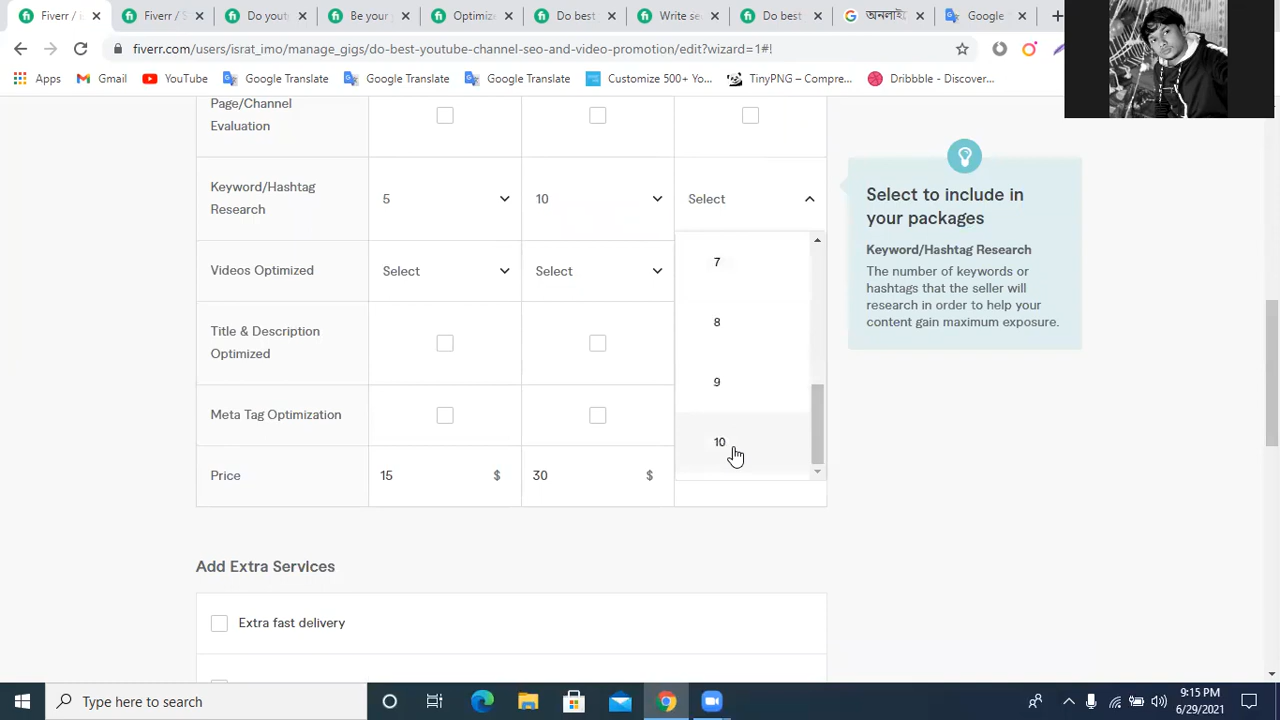 Fiverr / i
Fiverr / S
Do yout
Be your
Optimiz
Do best
Write se
Do best
অনলাই
Google
fiverr.com/users/israt_imo/manage_gigs/do-best-youtube-channel-seo-and-video-promotion/edit?wizard=1#!
Apps
Gmail
YouTube
Google Translate
Google Translate
Google Translate
Customize 500+ Yo...
TinyPNG – Compre...
Dribbble - Discover...
Page/Channel
Evaluation
Keyword/Hashtag
Research
5
10
Select
7
8
9
10
Videos Optimized
Select
Select
Title & Description
Optimized
Meta Tag Optimization
Price
15
$
30
$
Select to include in
your packages
Keyword/Hashtag Research
The number of keywords or
hashtags that the seller will
research in order to help your
content gain maximum exposure.
Add Extra Services
Extra fast delivery
Type here to search
9:15 PM
6/29/2021